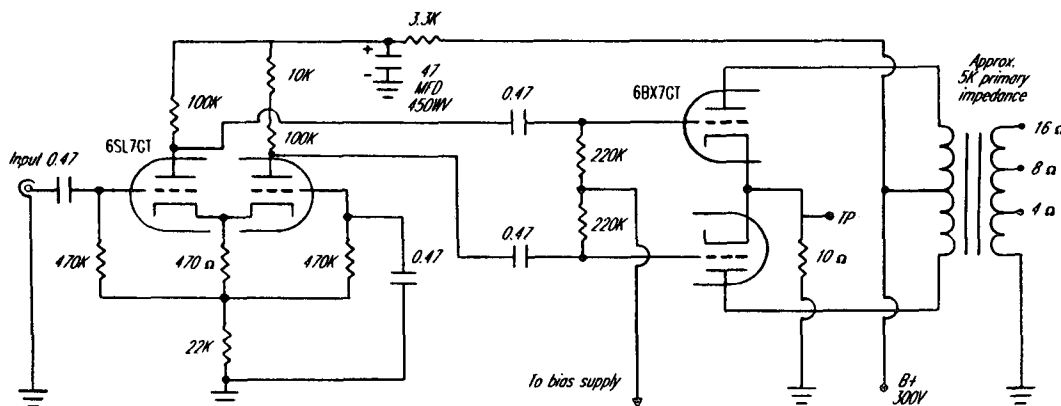 3.3K
10K
47
MFD
450WV
100K
100K
0.47
6BX7GT
Approx.
5K primary
impedance
6SL7GT
Input 0.47
220K
16 Ω
8 Ω
4 Ω
470K
470 Ω
470K
0.47
0.47
220K
TP
10 Ω
22K
To bias supply
B+
300V